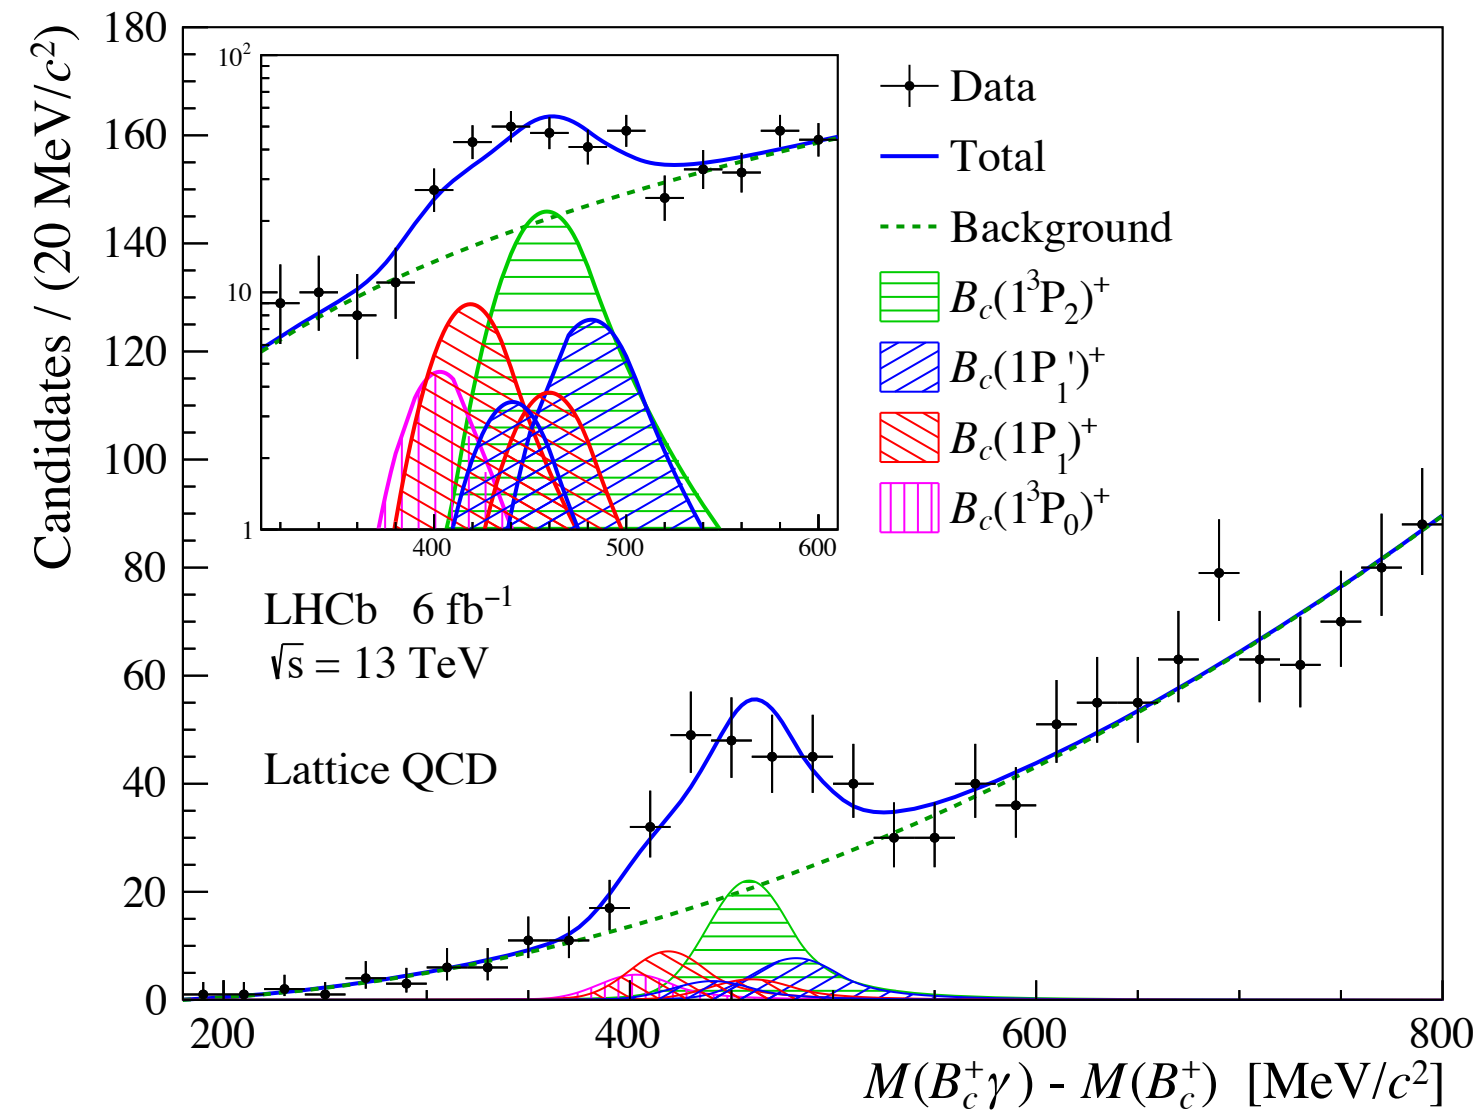 Candidates / (20 MeV/c²)
180
160
140
120
100
80
60
40
20
0
10²
10
1
400 500 600
Data
Total
Background
B_c(1³P₂)⁺
B_c(1P₁')⁺
B_c(1P₁)⁺
B_c(1³P₀)⁺
LHCb 6 fb⁻¹
√s = 13 TeV
Lattice QCD
200 400 600 800
M(B_c⁺γ) - M(B_c⁺) [MeV/c²]